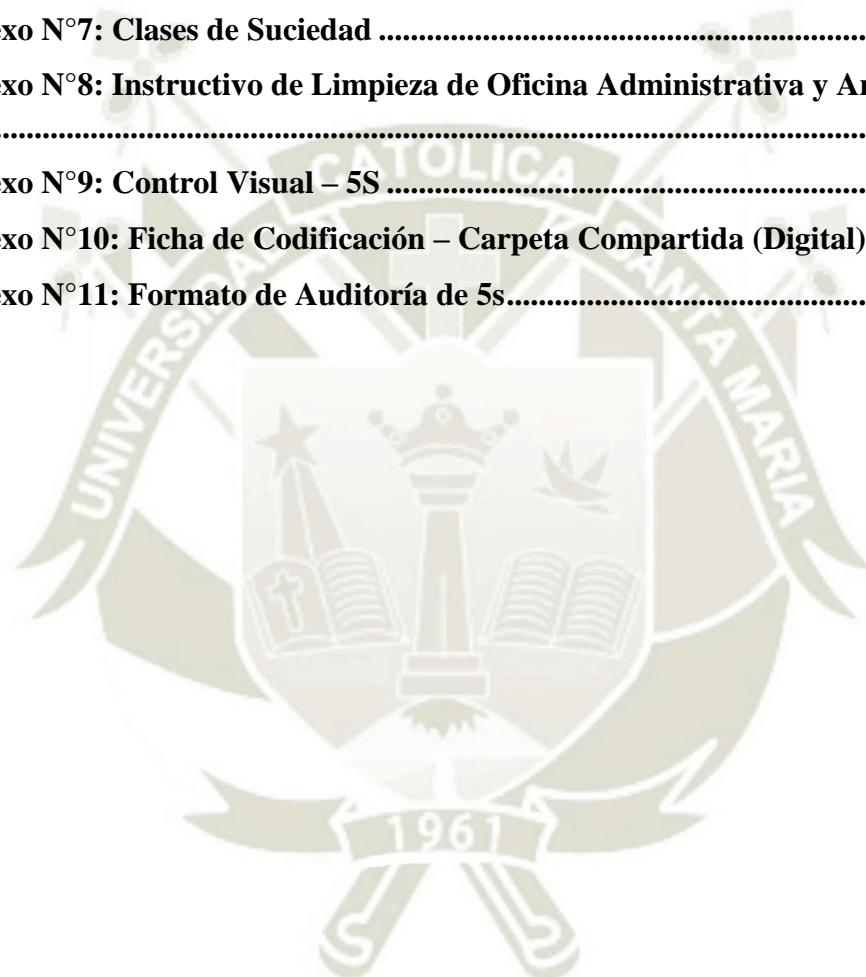 exo N°7: Clases de Suciedad ........................................................................
exo N°8: Instructivo de Limpieza de Oficina Administrativa y
........................................................................................................................
exo N°9: Control Visual – 5S ......................................................................
exo N°10: Ficha de Codificación – Carpeta Compartida (Digital)
exo N°11: Formato de Auditoría de 5s.....................................................
UNIVERSIDAD CATOLICA SANTA MARIA
1961